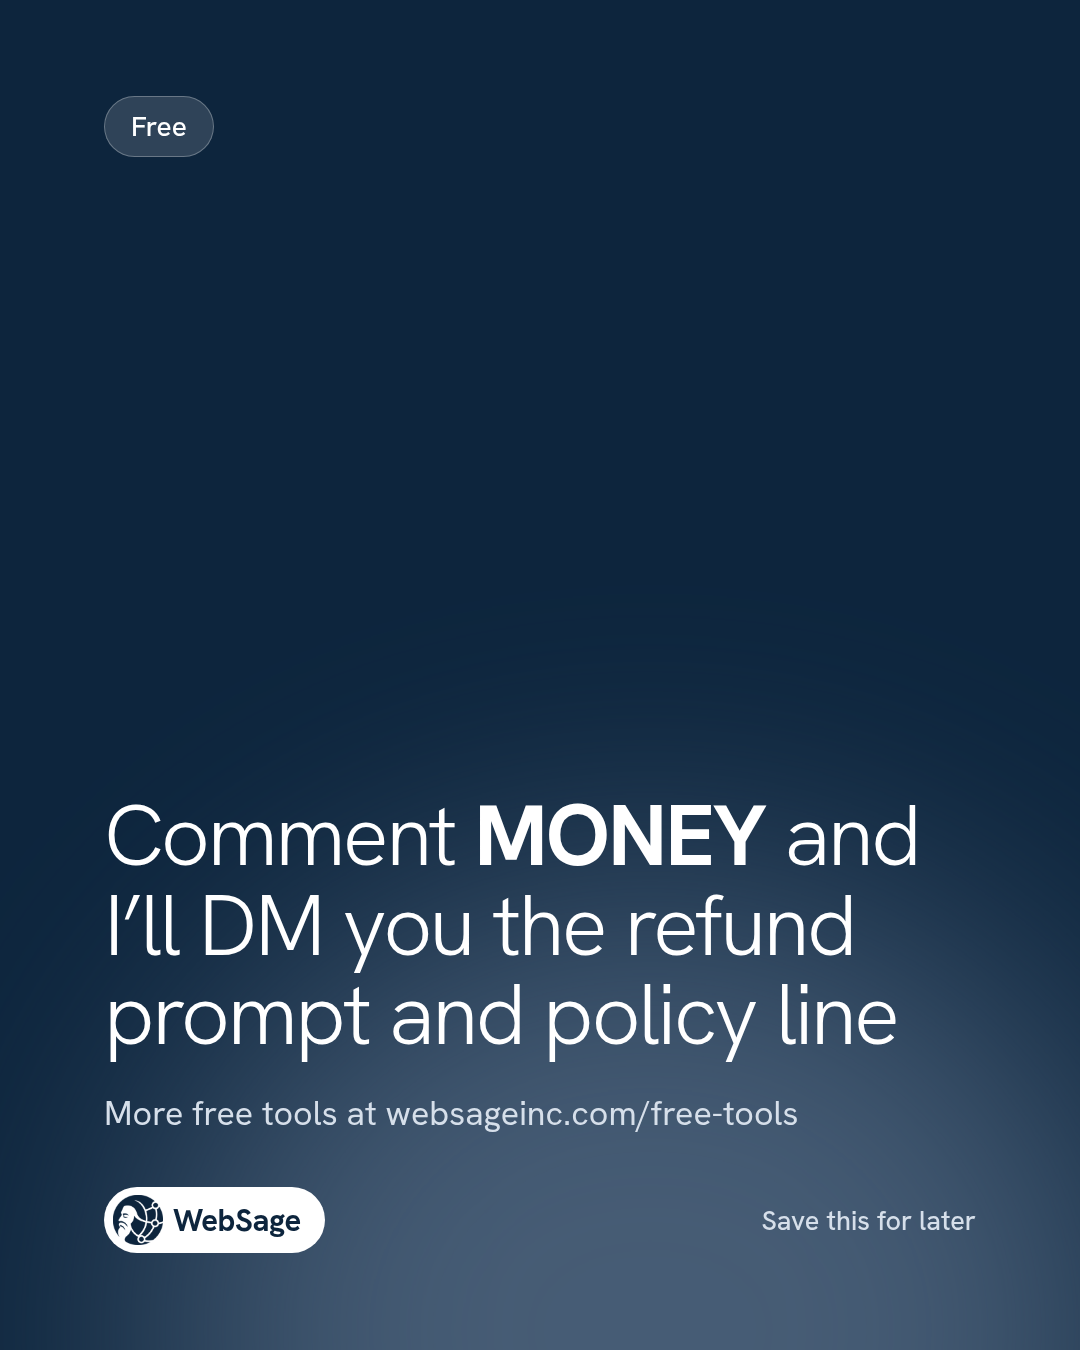 Free
Comment MONEY and
I’ll DM you the refund
prompt and policy line
More free tools at websageinc.com/free-tools
WebSage
Save this for later